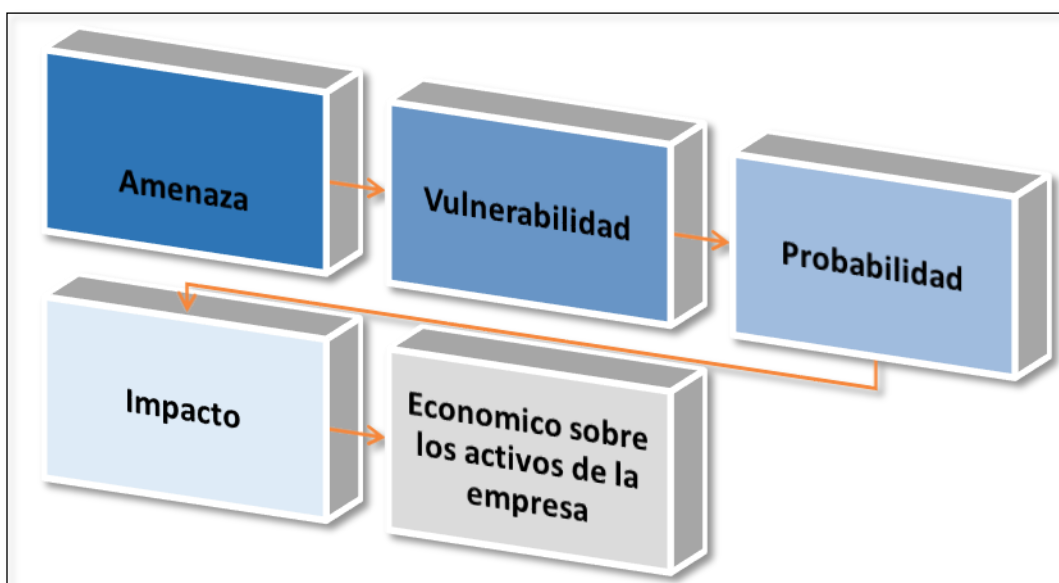 Amenaza
Vulnerabilidad
Probabilidad
Impacto
Economico sobre
los activos de la
empresa